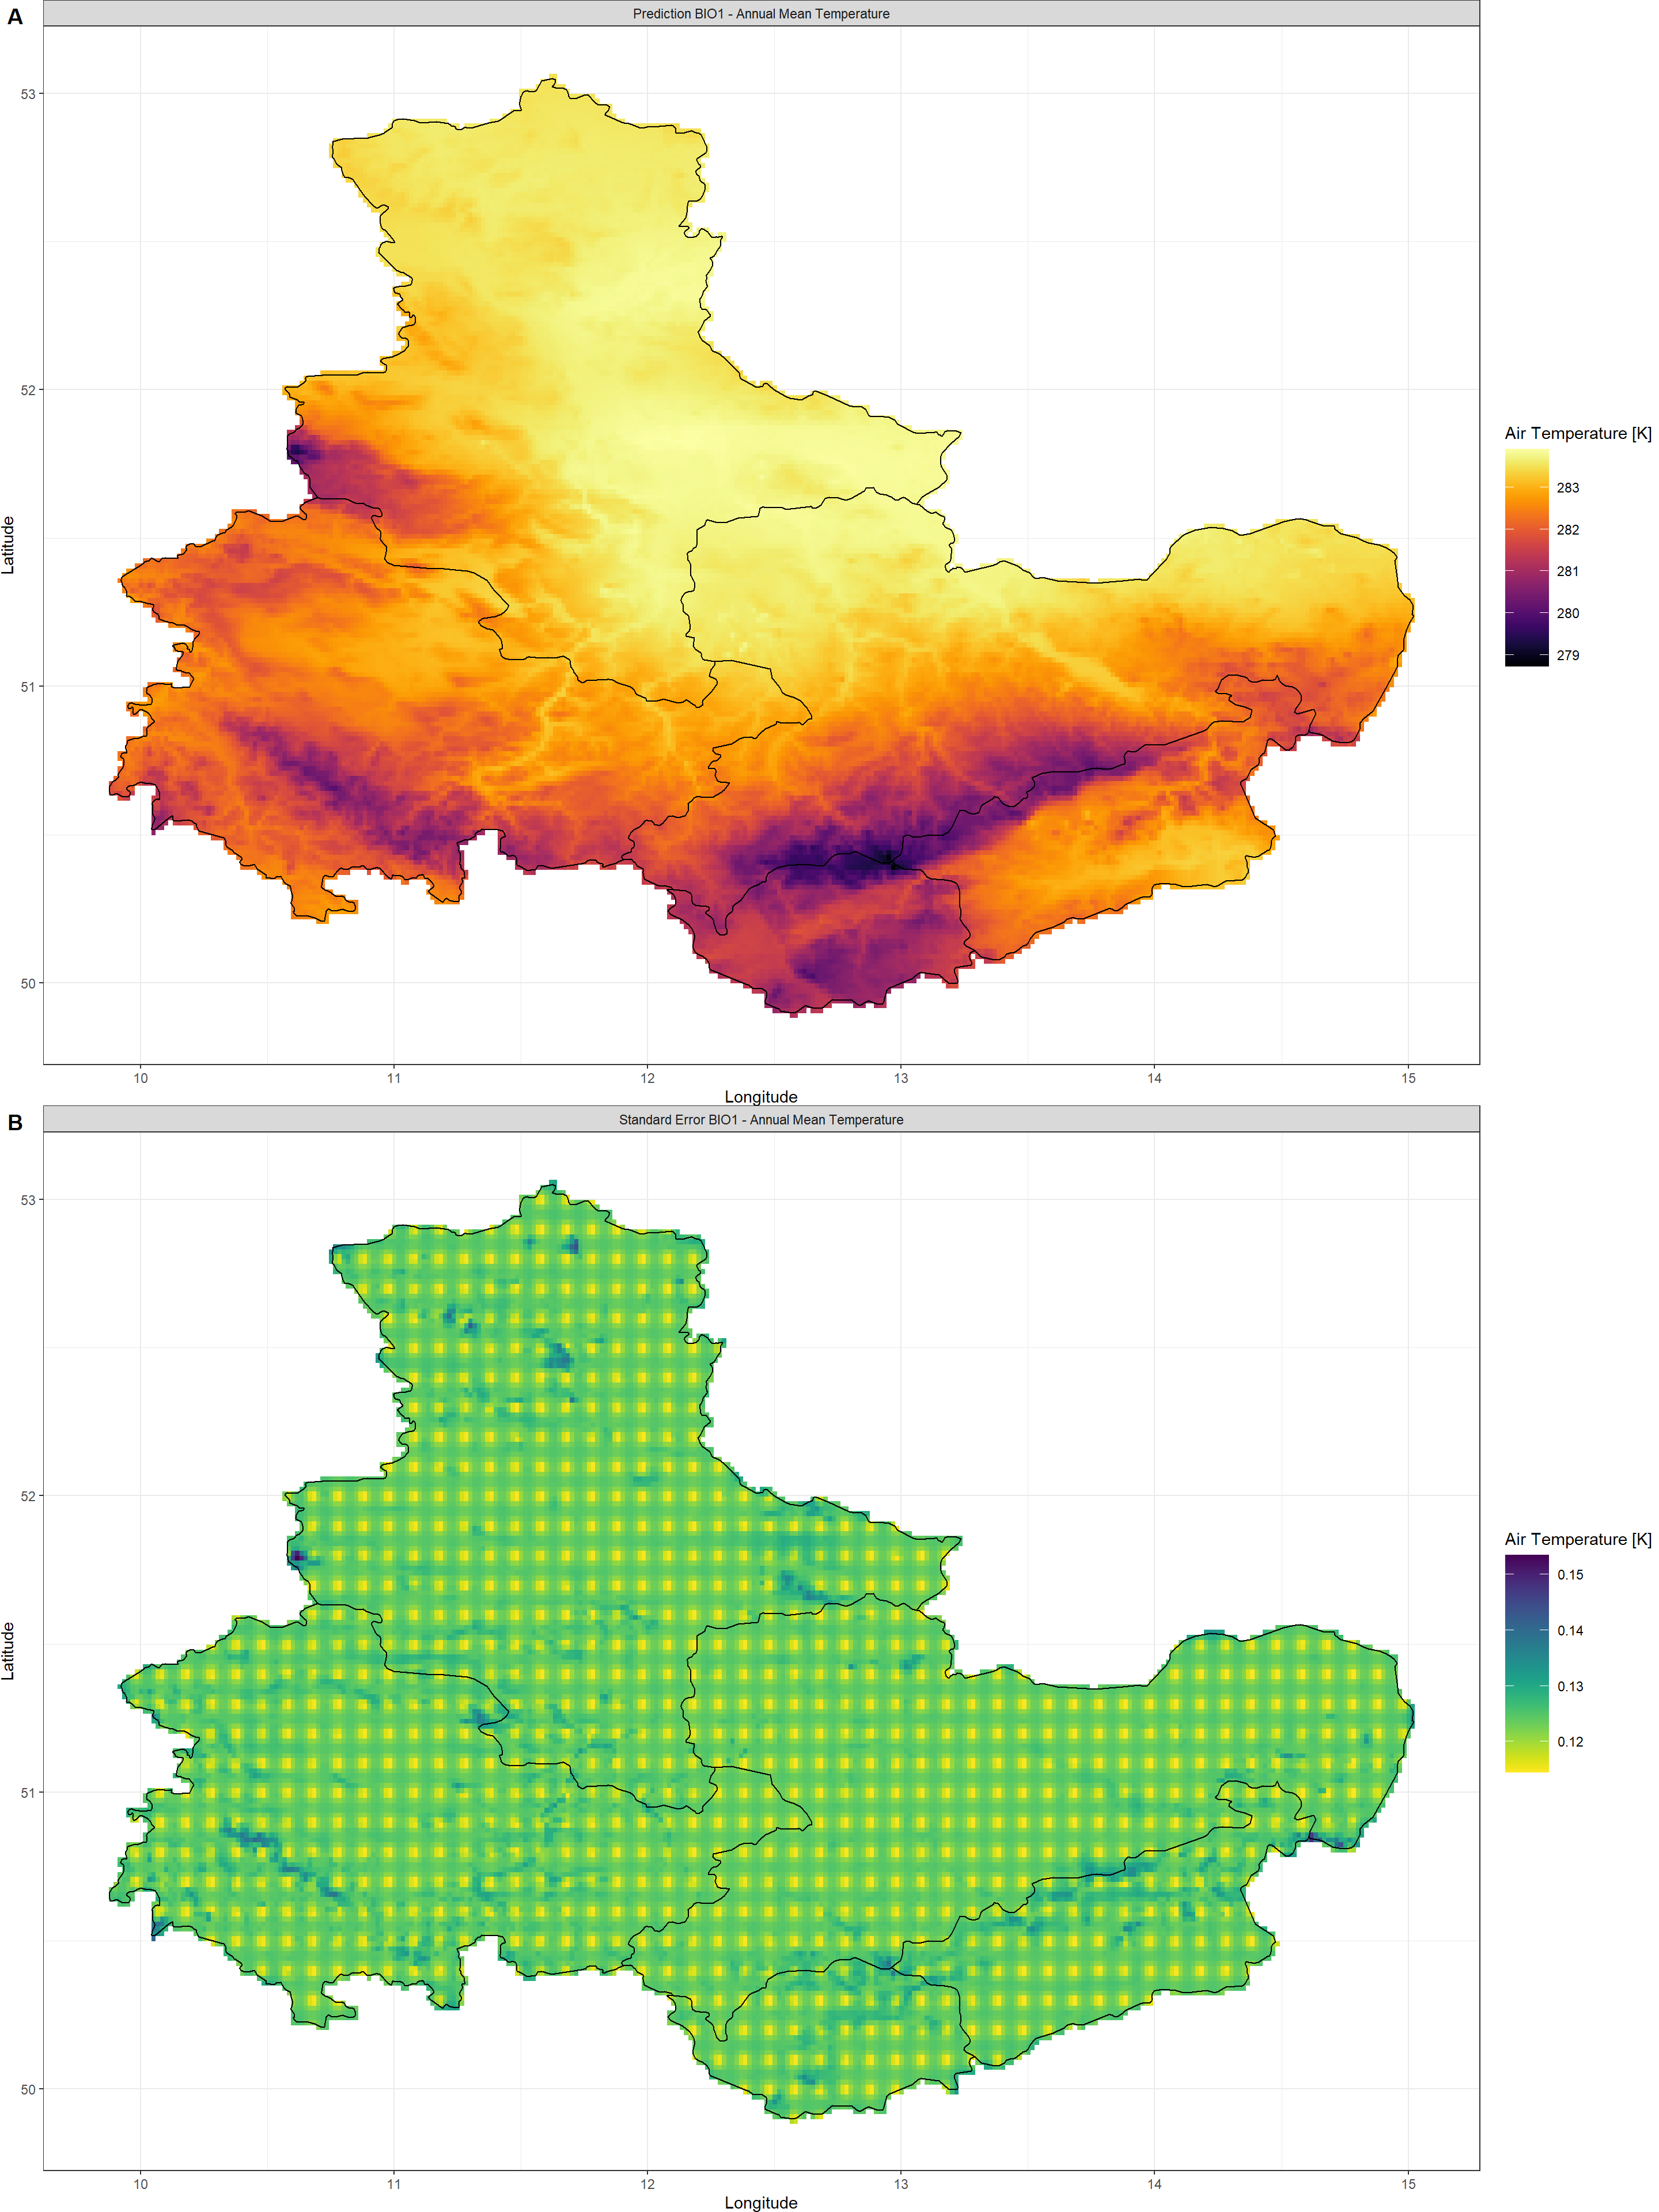 A
Prediction BIO1 - Annual Mean Temperature
53
52
51
50
Latitude
10 11 12 13 14 15
Longitude
Air Temperature [K]
283
282
281
280
279
B
Standard Error BIO1 - Annual Mean Temperature
53
52
51
50
Latitude
10 11 12 13 14 15
Longitude
Air Temperature [K]
0.15
0.14
0.13
0.12